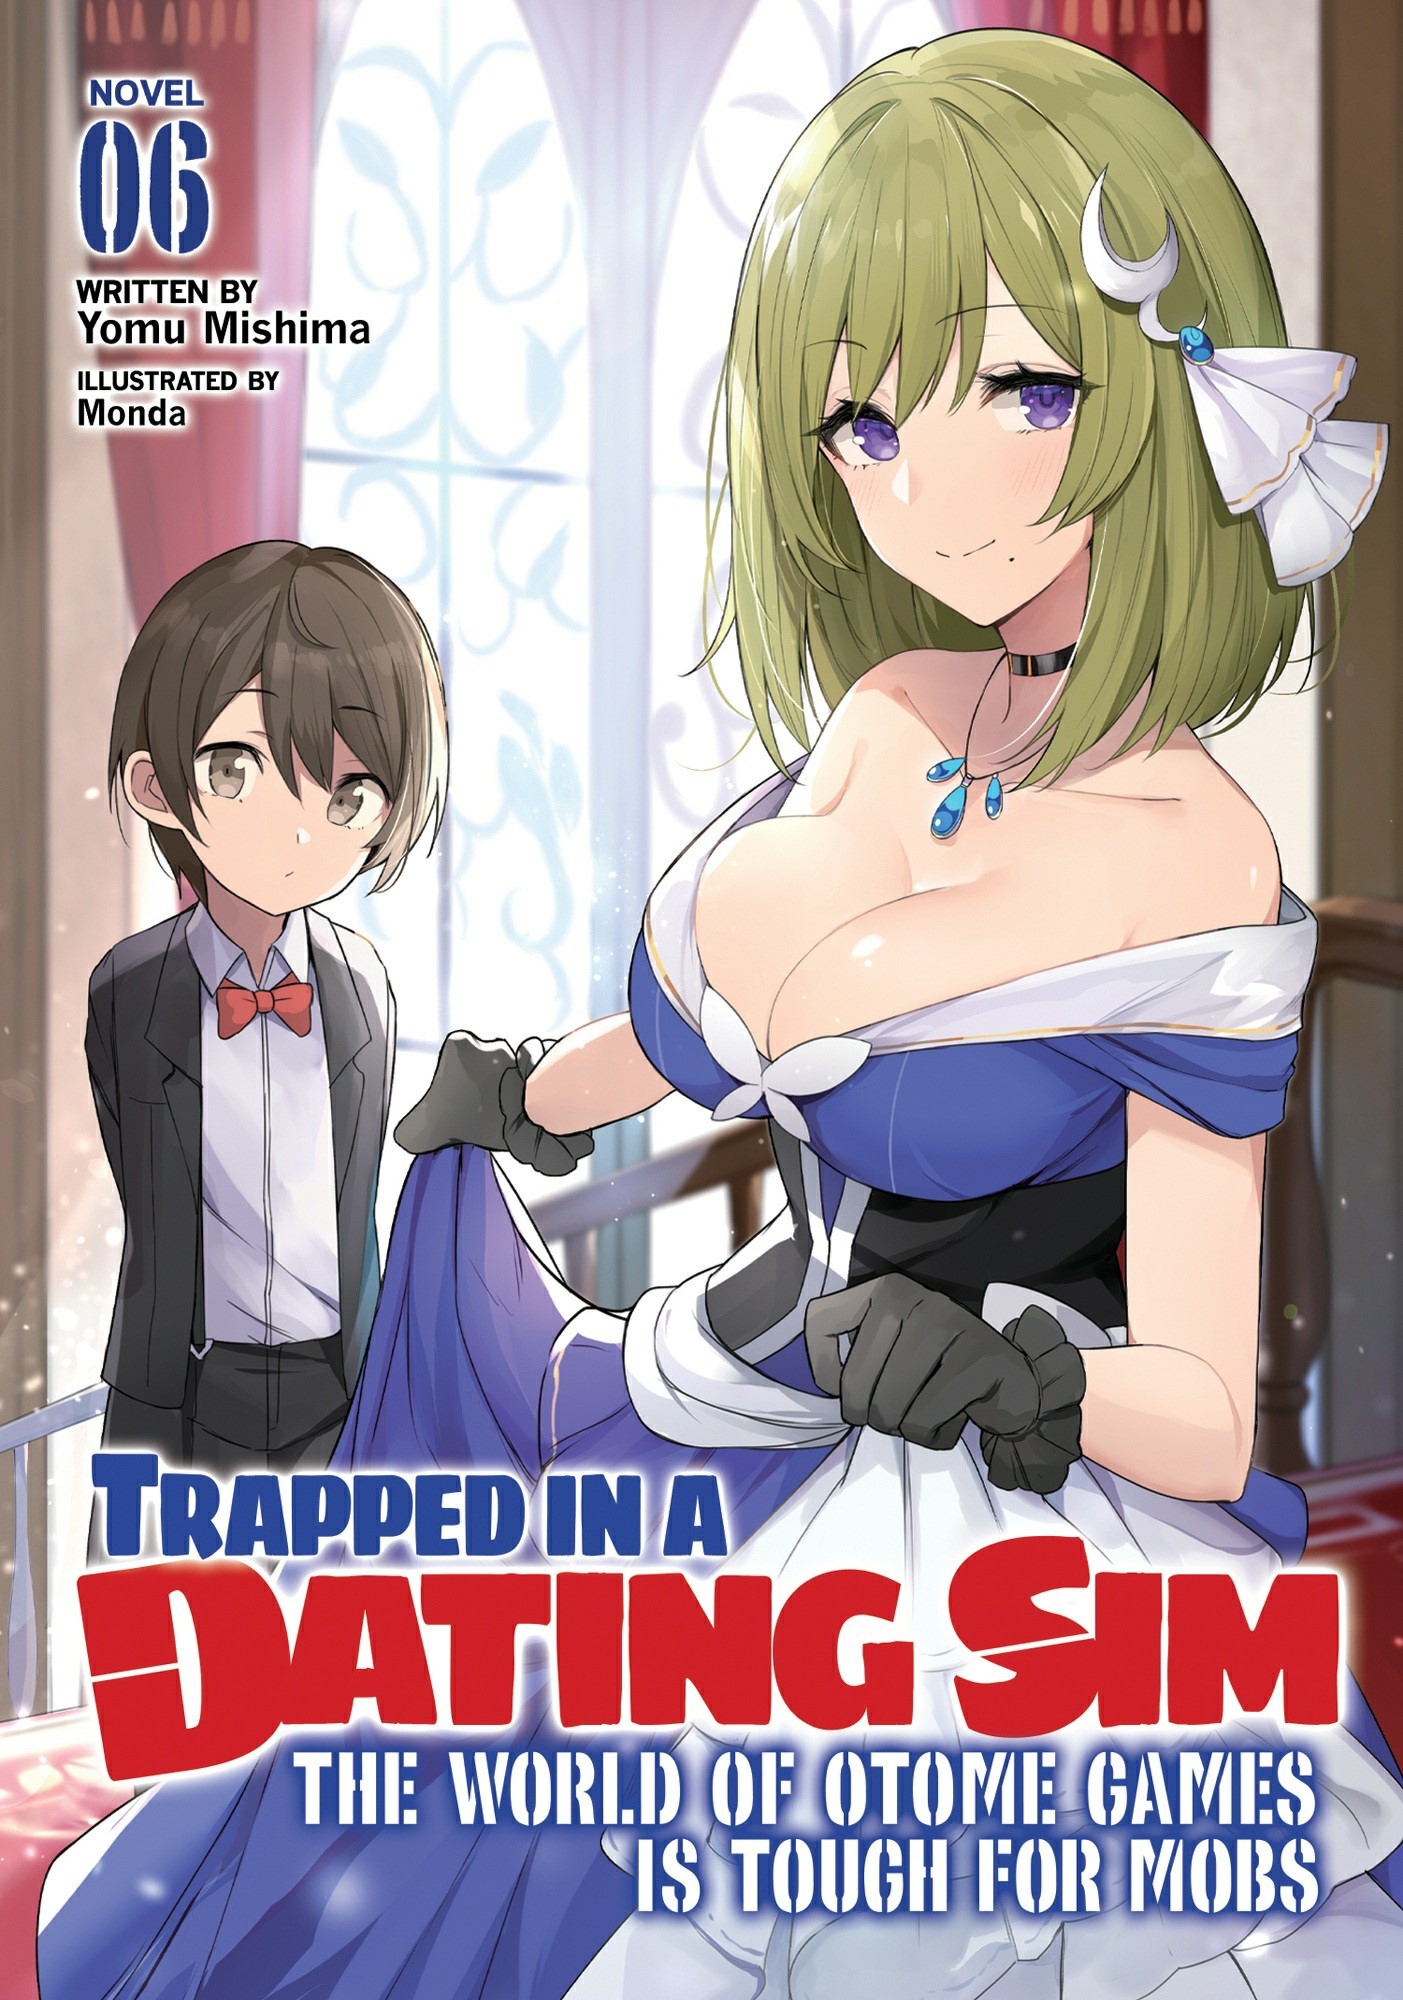 NOVEL
06
WRITTEN BY
Yomu Mishima
ILLUSTRATED BY
Monda
TRAPPED IN A
DATING SIM
THE WORLD OF OTOME GAMES
IS TOUGH FOR MOBS